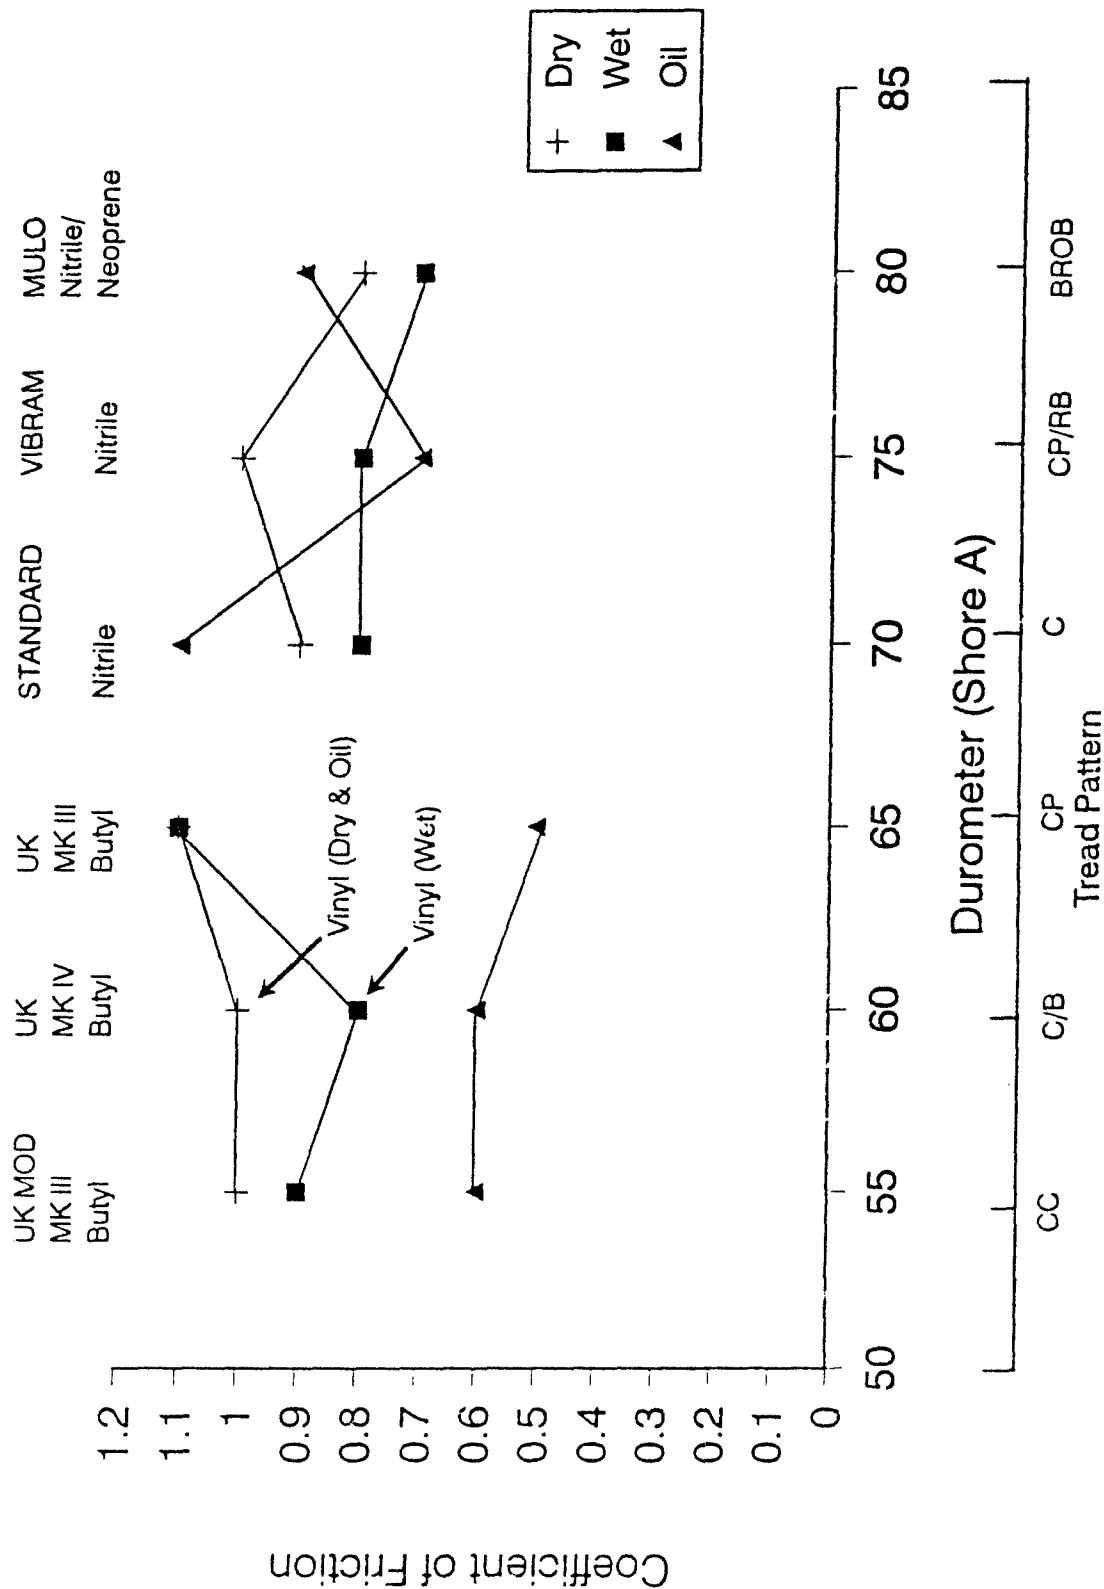 UK MOD
MK III
Butyl
UK
MK IV
Butyl
UK
MK III
Butyl
STANDARD
Nitrile
VIBRAM
Nitrile
MULO
Nitrile/
Neoprene
Coefficient of Friction
1.2
1.1
1
0.9
0.8
0.7
0.6
0.5
0.4
0.3
0.2
0.1
0
Vinyl (Dry & Oil)
Vinyl (Wet)
Dry
Wet
Oil
50
55
60
65
70
75
80
85
Durometer (Shore A)
CC
C/B
CP
C
CP/RB
BROB
Tread Pattern